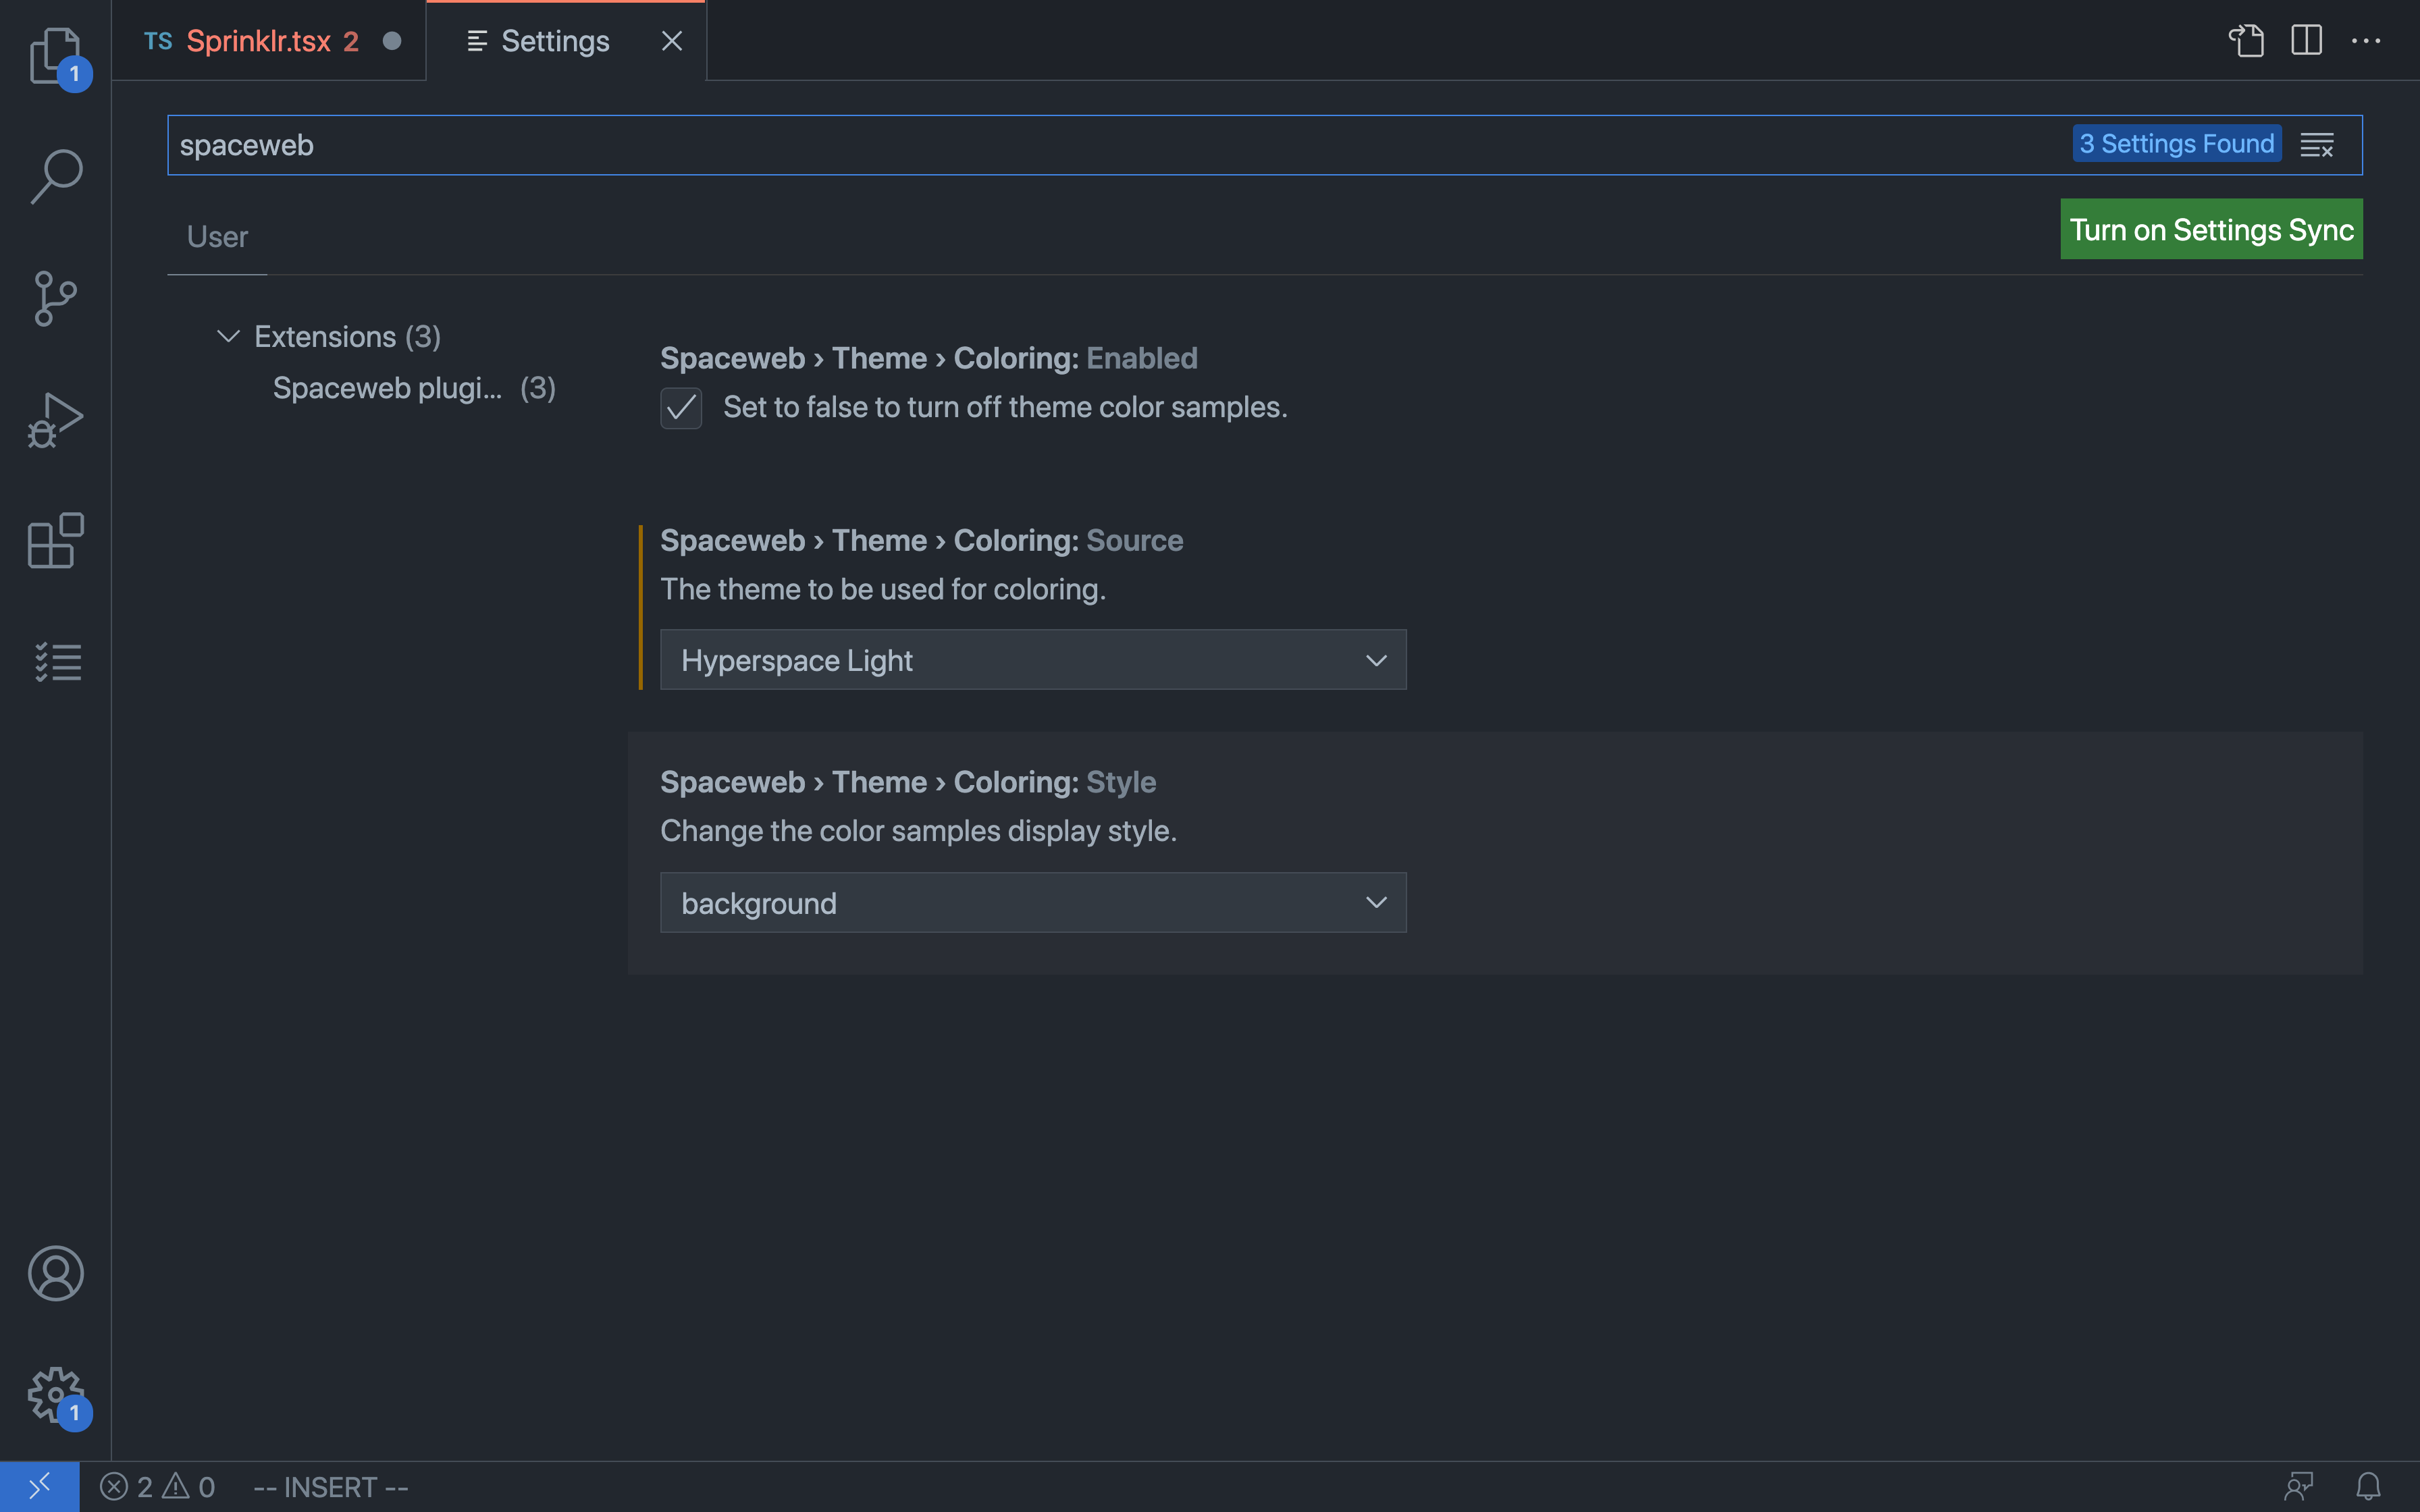 TS Sprinklr.tsx 2
Settings
1
spaceweb
3 Settings Found
User
Turn on Settings Sync
Extensions (3)
Spaceweb plugi... (3)
Spaceweb › Theme › Coloring: Enabled
Set to false to turn off theme color samples.
Spaceweb › Theme › Coloring: Source
The theme to be used for coloring.
Hyperspace Light
Spaceweb › Theme › Coloring: Style
Change the color samples display style.
background
1
2 0 -- INSERT --